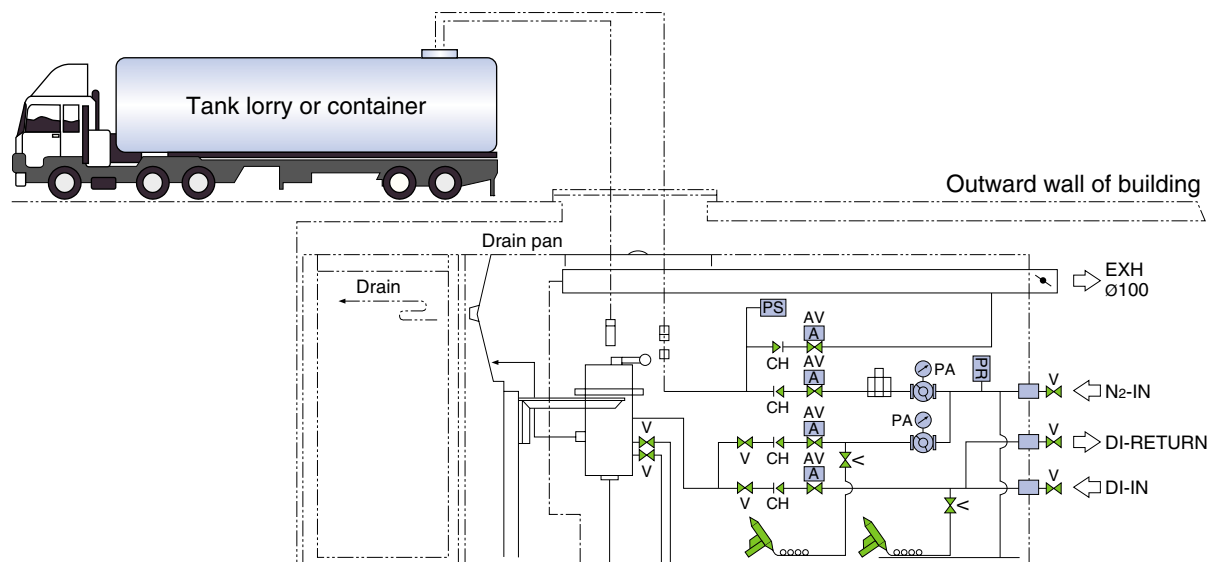 Tank lorry or container
Outward wall of building
Drain pan
Drain
EXH
Ø100
PS
AV
A
CH
AV
A
PA
PR
V
N2-IN
CH
AV
A
PA
V
DI-RETURN
V
V
CH
V
AV
A
V
DI-IN
V
V
CH
V